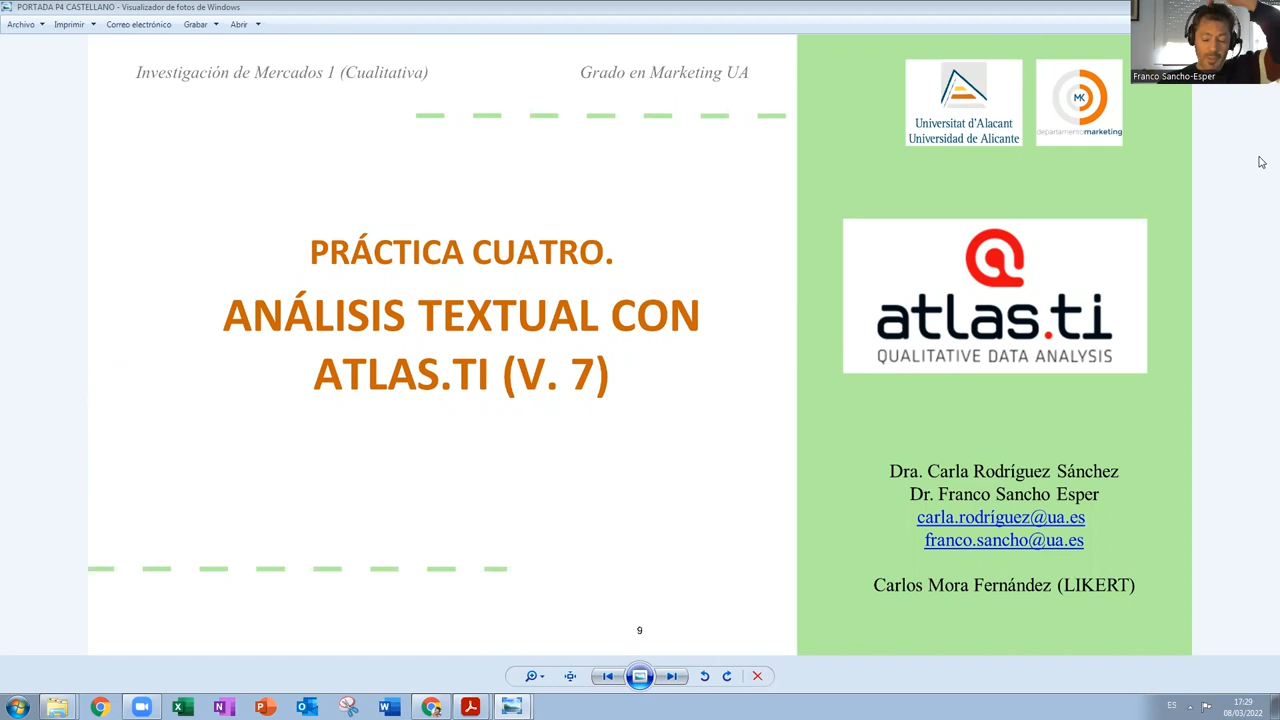 PORTADA P4 CASTELLANO - Visualizador de fotos de Windows
Archivo Imprimir Correo electrónico Grabar Abrir
Franco Sancho-Esper
Investigación de Mercados 1 (Cualitativa) Grado en Marketing UA
Universitat d'Alacant
Universidad de Alicante
MK
departamentomarketing
PRÁCTICA CUATRO.
ANÁLISIS TEXTUAL CON
ATLAS.TI (V. 7)
atlas.ti
QUALITATIVE DATA ANALYSIS
Dra. Carla Rodríguez Sánchez
Dr. Franco Sancho Esper
carla.rodríguez@ua.es
franco.sancho@ua.es
Carlos Mora Fernández (LIKERT)
9
ES
17:29
08/03/2022